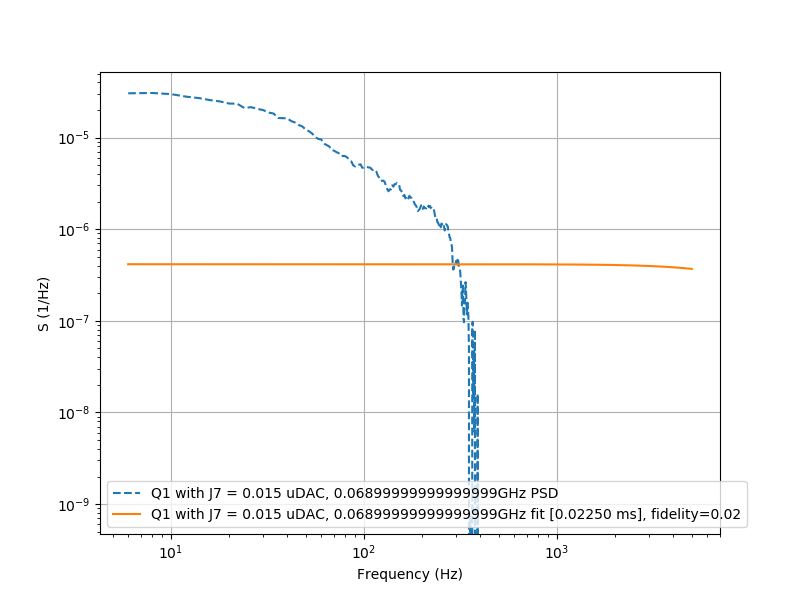 S (1/Hz)
10⁻⁵
10⁻⁶
10⁻⁷
10⁻⁸
10⁻⁹
Q1 with J7 = 0.015 uDAC, 0.06899999999999999GHz PSD
Q1 with J7 = 0.015 uDAC, 0.06899999999999999GHz fit [0.02250 ms], fidelity=0.02
10¹ 10² 10³
Frequency (Hz)